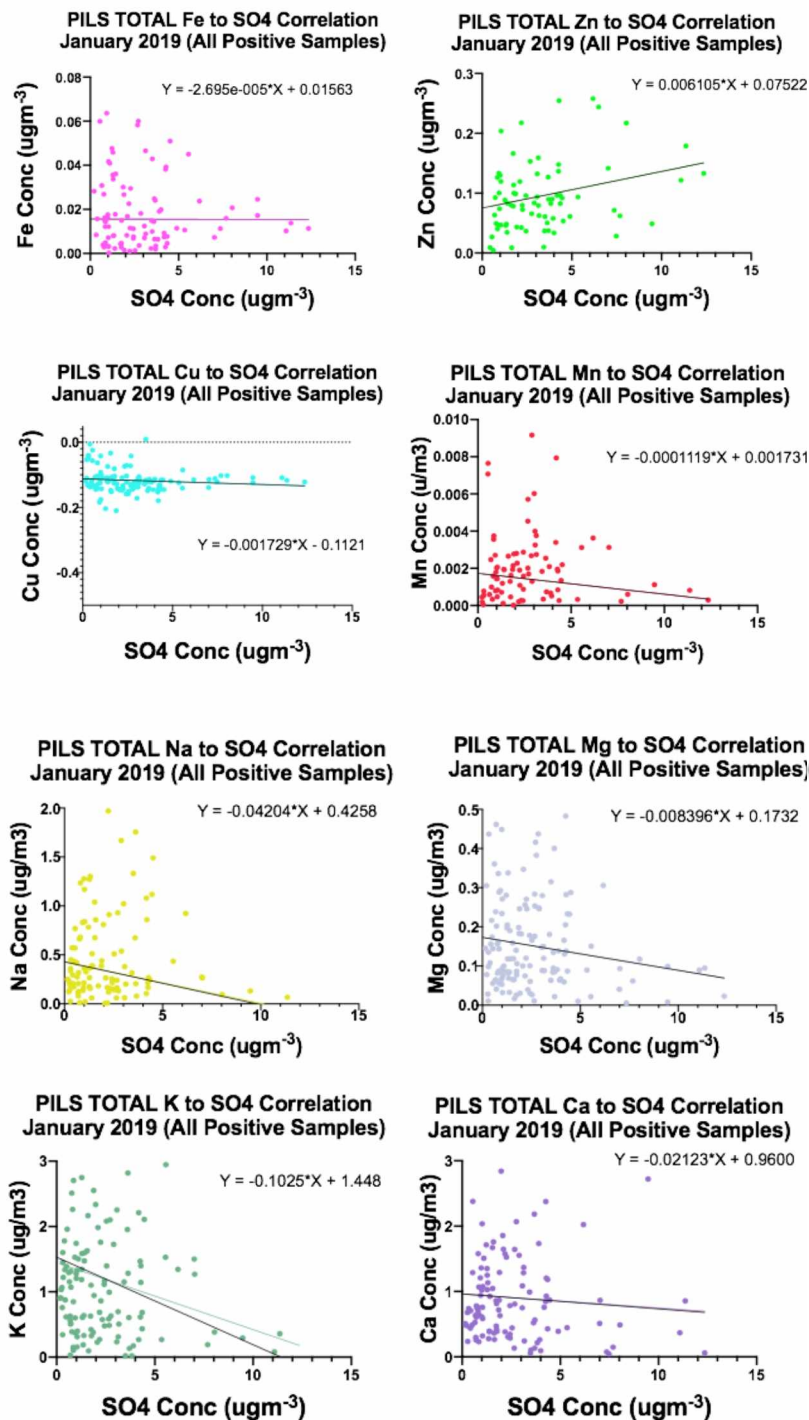 PILS TOTAL Fe to SO4 Correlation
January 2019 (All Positive Samples)
Y = -2.695e-005*X + 0.01563
0.08
0.06
0.04
0.02
0.00
0 5 10 15
Fe Conc (ugm-3)
SO4 Conc (ugm-3)
PILS TOTAL Zn to SO4 Correlation
January 2019 (All Positive Samples)
Y = 0.006105*X + 0.07522
0.3
0.2
0.1
0.0
0 5 10 15
Zn Conc (ugm-3)
SO4 Conc (ugm-3)
PILS TOTAL Cu to SO4 Correlation
January 2019 (All Positive Samples)
0.0
-0.2
-0.4
Y = -0.001729*X - 0.1121
0 5 10 15
Cu Conc (ugm-3)
SO4 Conc (ugm-3)
PILS TOTAL Mn to SO4 Correlation
January 2019 (All Positive Samples)
Y = -0.0001119*X + 0.001731
0.010
0.008
0.006
0.004
0.002
0.000
0 5 10 15
Mn Conc (u/m3)
SO4 Conc (ugm-3)
PILS TOTAL Na to SO4 Correlation
January 2019 (All Positive Samples)
Y = -0.04204*X + 0.4258
2.0
1.5
1.0
0.5
0.0
0 5 10 15
Na Conc (ug/m3)
SO4 Conc (ugm-3)
PILS TOTAL Mg to SO4 Correlation
January 2019 (All Positive Samples)
Y = -0.008396*X + 0.1732
0.5
0.4
0.3
0.2
0.1
0.0
0 5 10 15
Mg Conc (ug/m3)
SO4 Conc (ugm-3)
PILS TOTAL K to SO4 Correlation
January 2019 (All Positive Samples)
Y = -0.1025*X + 1.448
3
2
1
0
0 5 10 15
K Conc (ug/m3)
SO4 Conc (ugm-3)
PILS TOTAL Ca to SO4 Correlation
January 2019 (All Positive Samples)
Y = -0.02123*X + 0.9600
3
2
1
0
0 5 10 15
Ca Conc (ug/m3)
SO4 Conc (ugm-3)